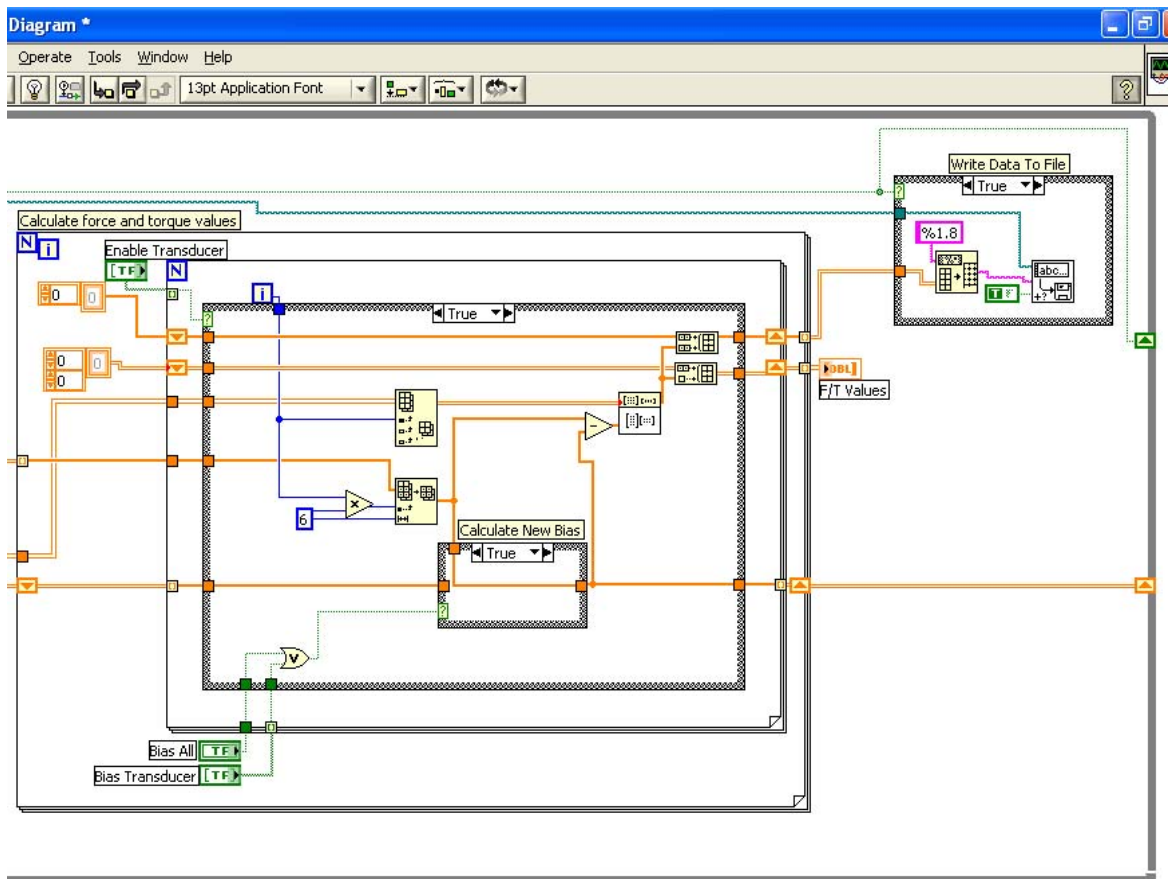 Diagram *
Operate Tools Window Help
13pt Application Font
?
Write Data To File
True
?
%1.8
abc...
+?
T F
Calculate force and torque values
N
i
Enable Transducer
TF
N
i
True
?
0
0
0
0
0
DBL
F/T Values
-
x
6
Calculate New Bias
True
?
v
Bias All TF
Bias Transducer [TF]